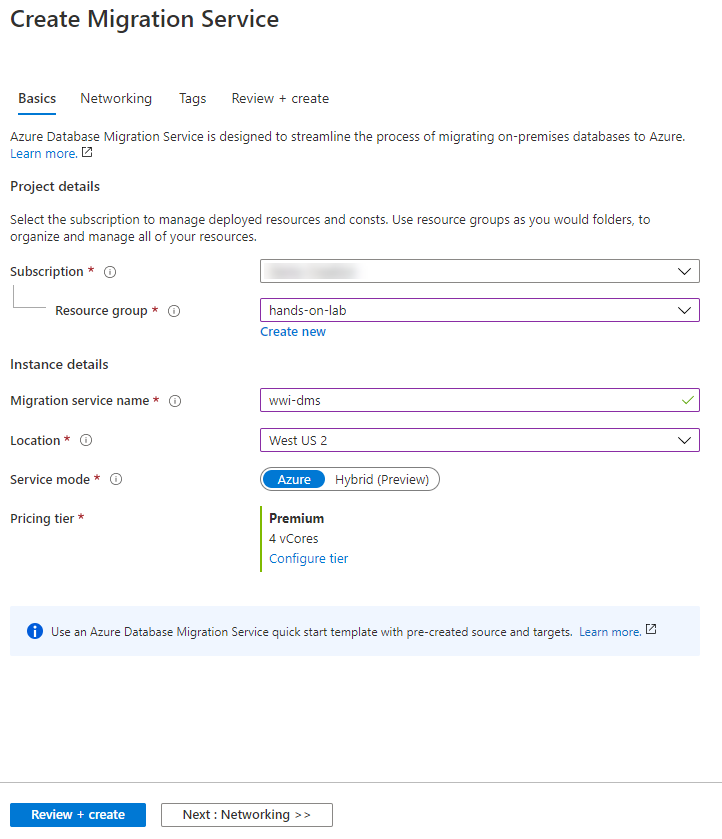 Create Migration Service
Basics Networking Tags Review + create
Azure Database Migration Service is designed to streamline the process of migrating on-premises databases to Azure.
Learn more.
Project details
Select the subscription to manage deployed resources and consts. Use resource groups as you would folders, to
organize and manage all of your resources.
Subscription *
Resource group * hands-on-lab
Create new
Instance details
Migration service name * wwi-dms
Location * West US 2
Service mode * Azure Hybrid (Preview)
Pricing tier * Premium
4 vCores
Configure tier
Use an Azure Database Migration Service quick start template with pre-created source and targets. Learn more.
Review + create Next : Networking >>